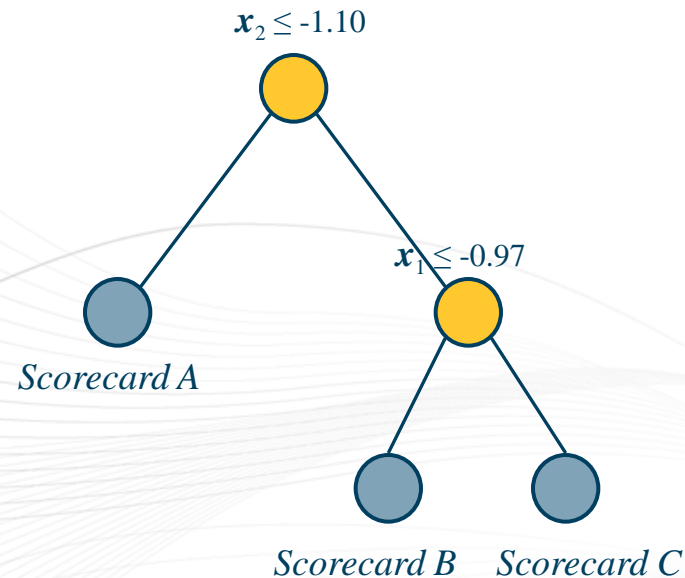 x₂ ≤ -1.10
x₁ ≤ -0.97
Scorecard A
Scorecard B
Scorecard C